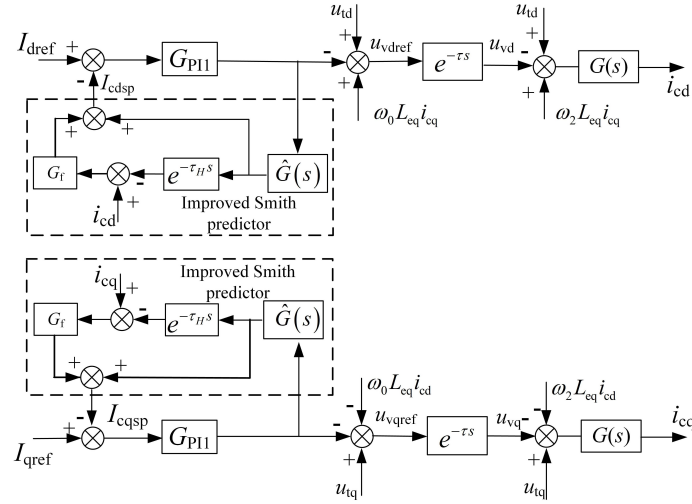 u_td
u_td
I_dref + - G_PI1 - + + u_vdref e^{-τs} u_vd - + + G(s) i_cd
I_cdsp
ω_0 L_eq i_cq
ω_2 L_eq i_cq
+ +
G_f - + e^{-τ_H s} Ĝ(s)
i_cd
Improved Smith
predictor
i_cq
Improved Smith
predictor
G_f + - e^{-τ_H s} Ĝ(s)
+ +
ω_0 L_eq i_cd
ω_2 L_eq i_cd
I_cqsp
I_qref + - G_PI1 - - + u_vqref e^{-τs} u_vq - - + G(s) i_cq
u_tq
u_tq